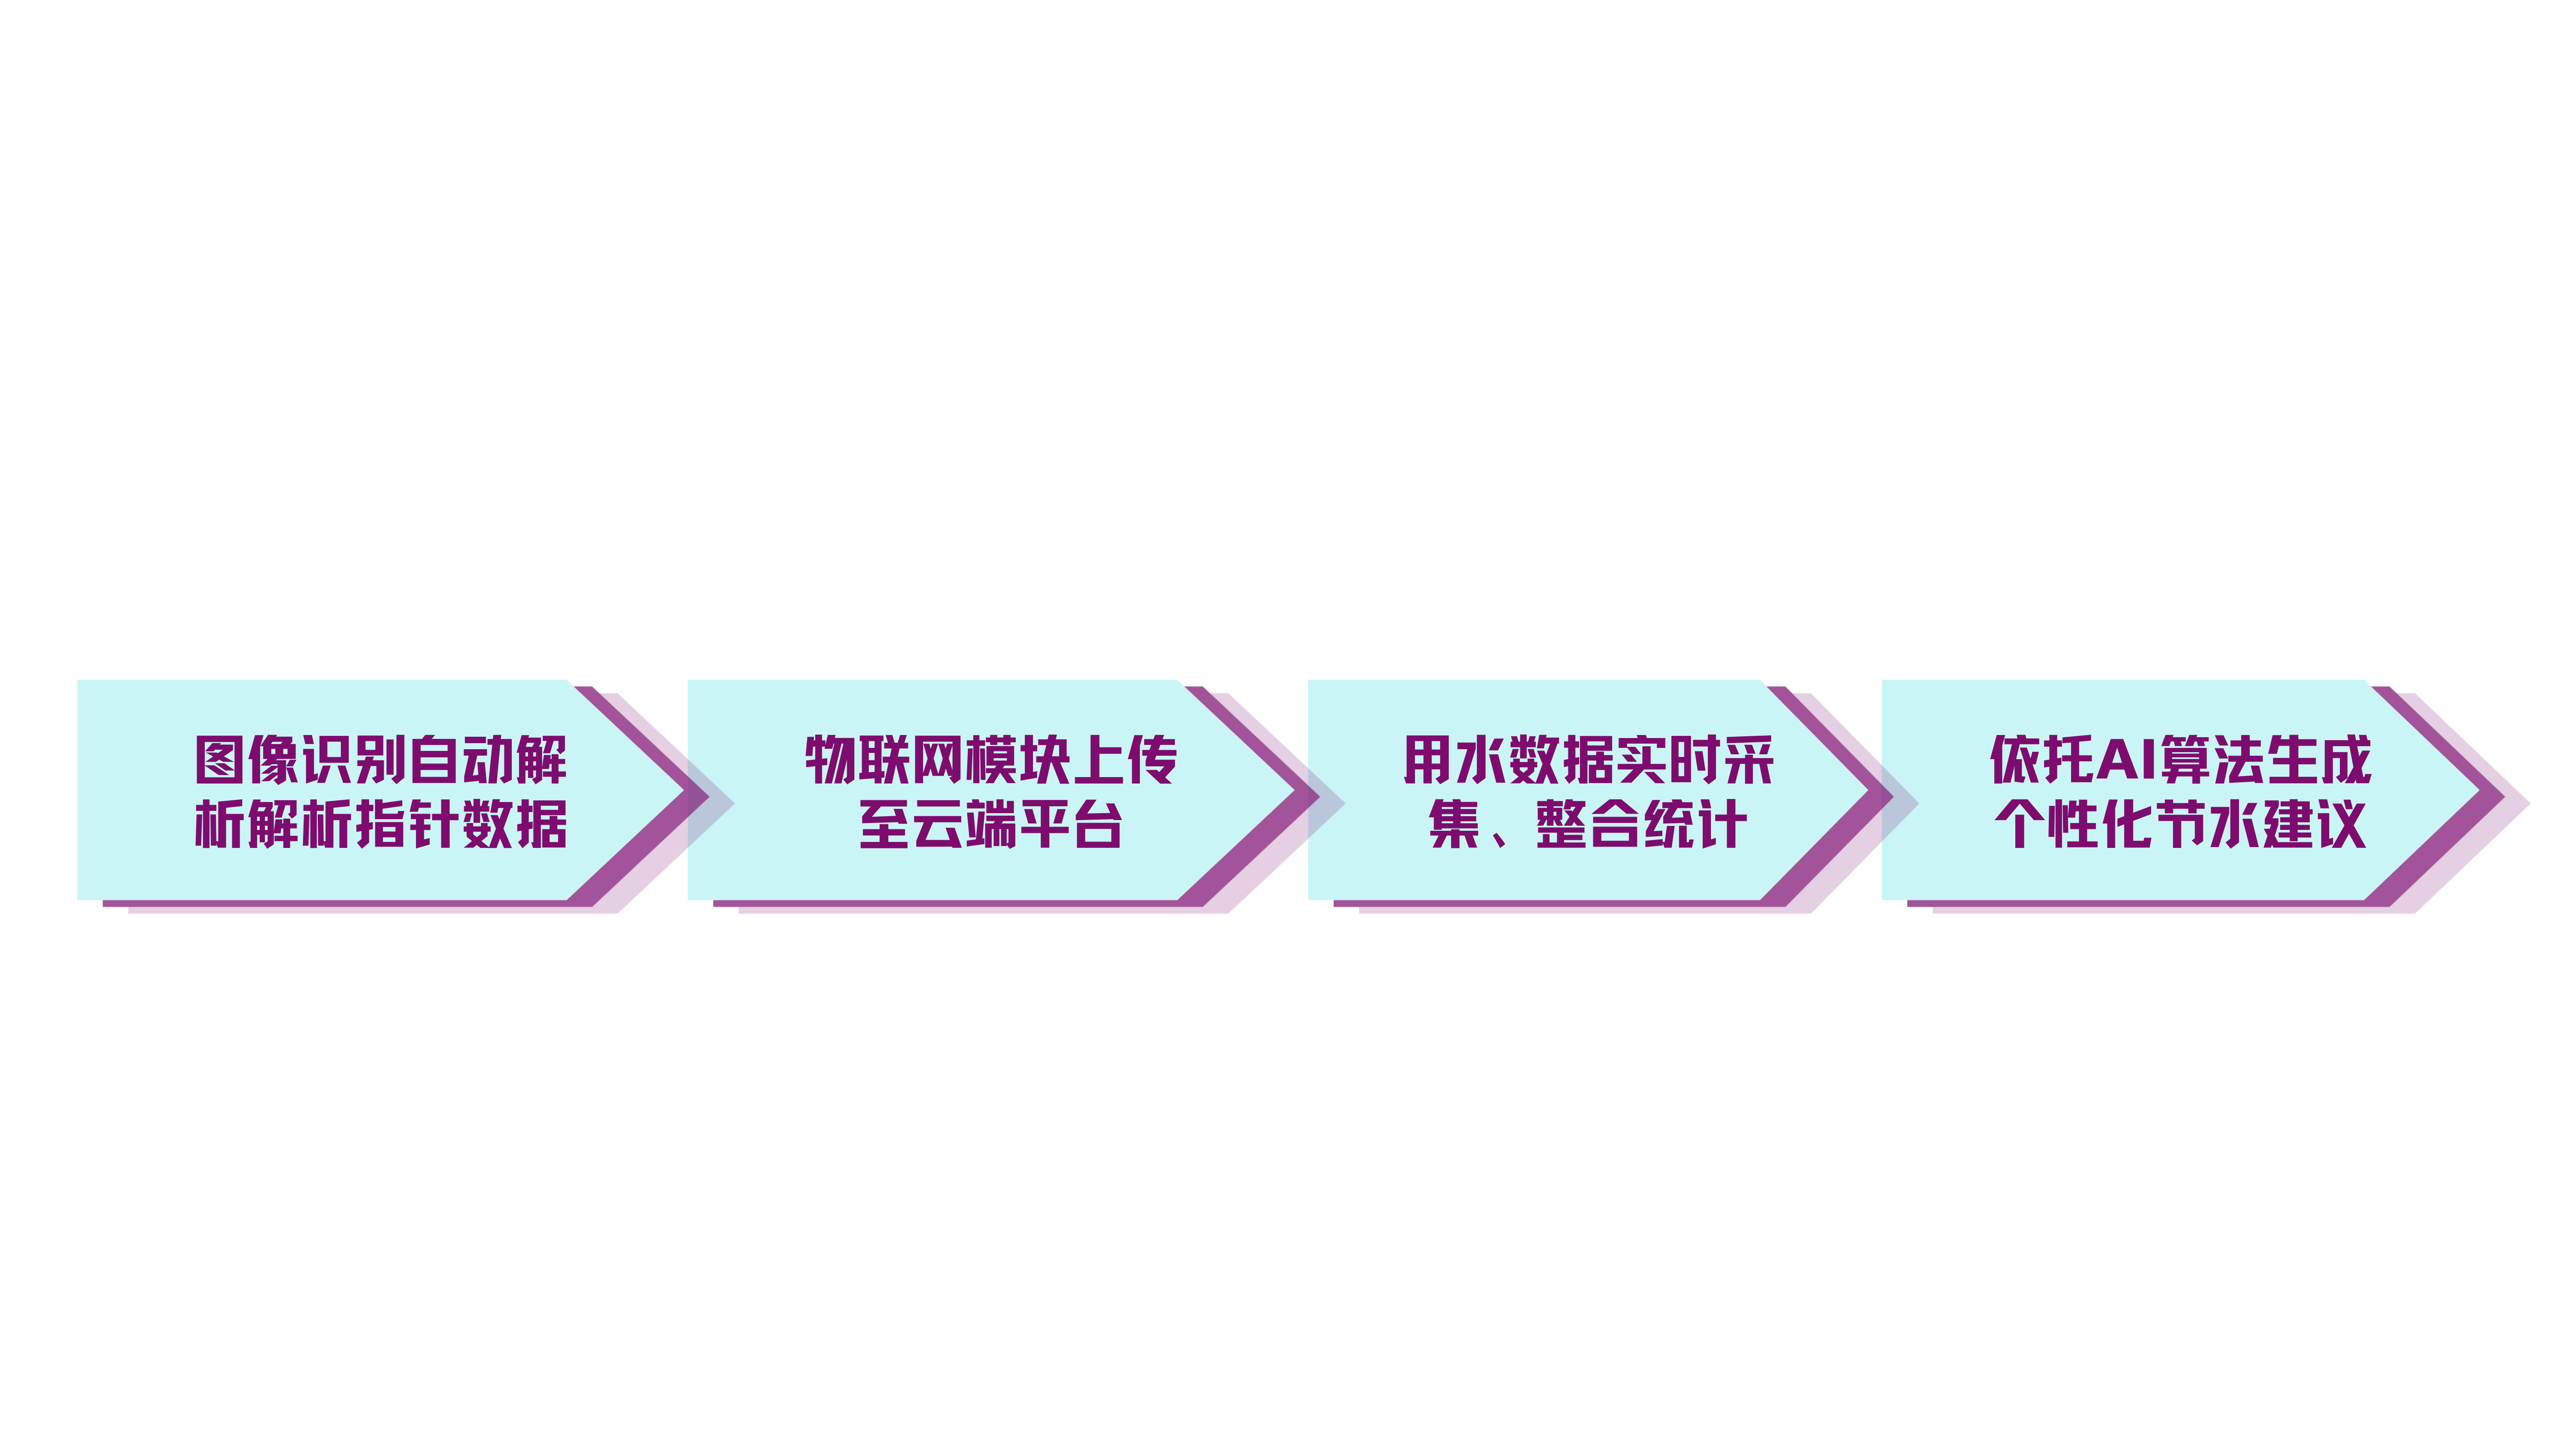 图像识别自动解
析解析指针数据
物联网模块上传
至云端平台
用水数据实时采
集、整合统计
依托AI算法生成
个性化节水建议